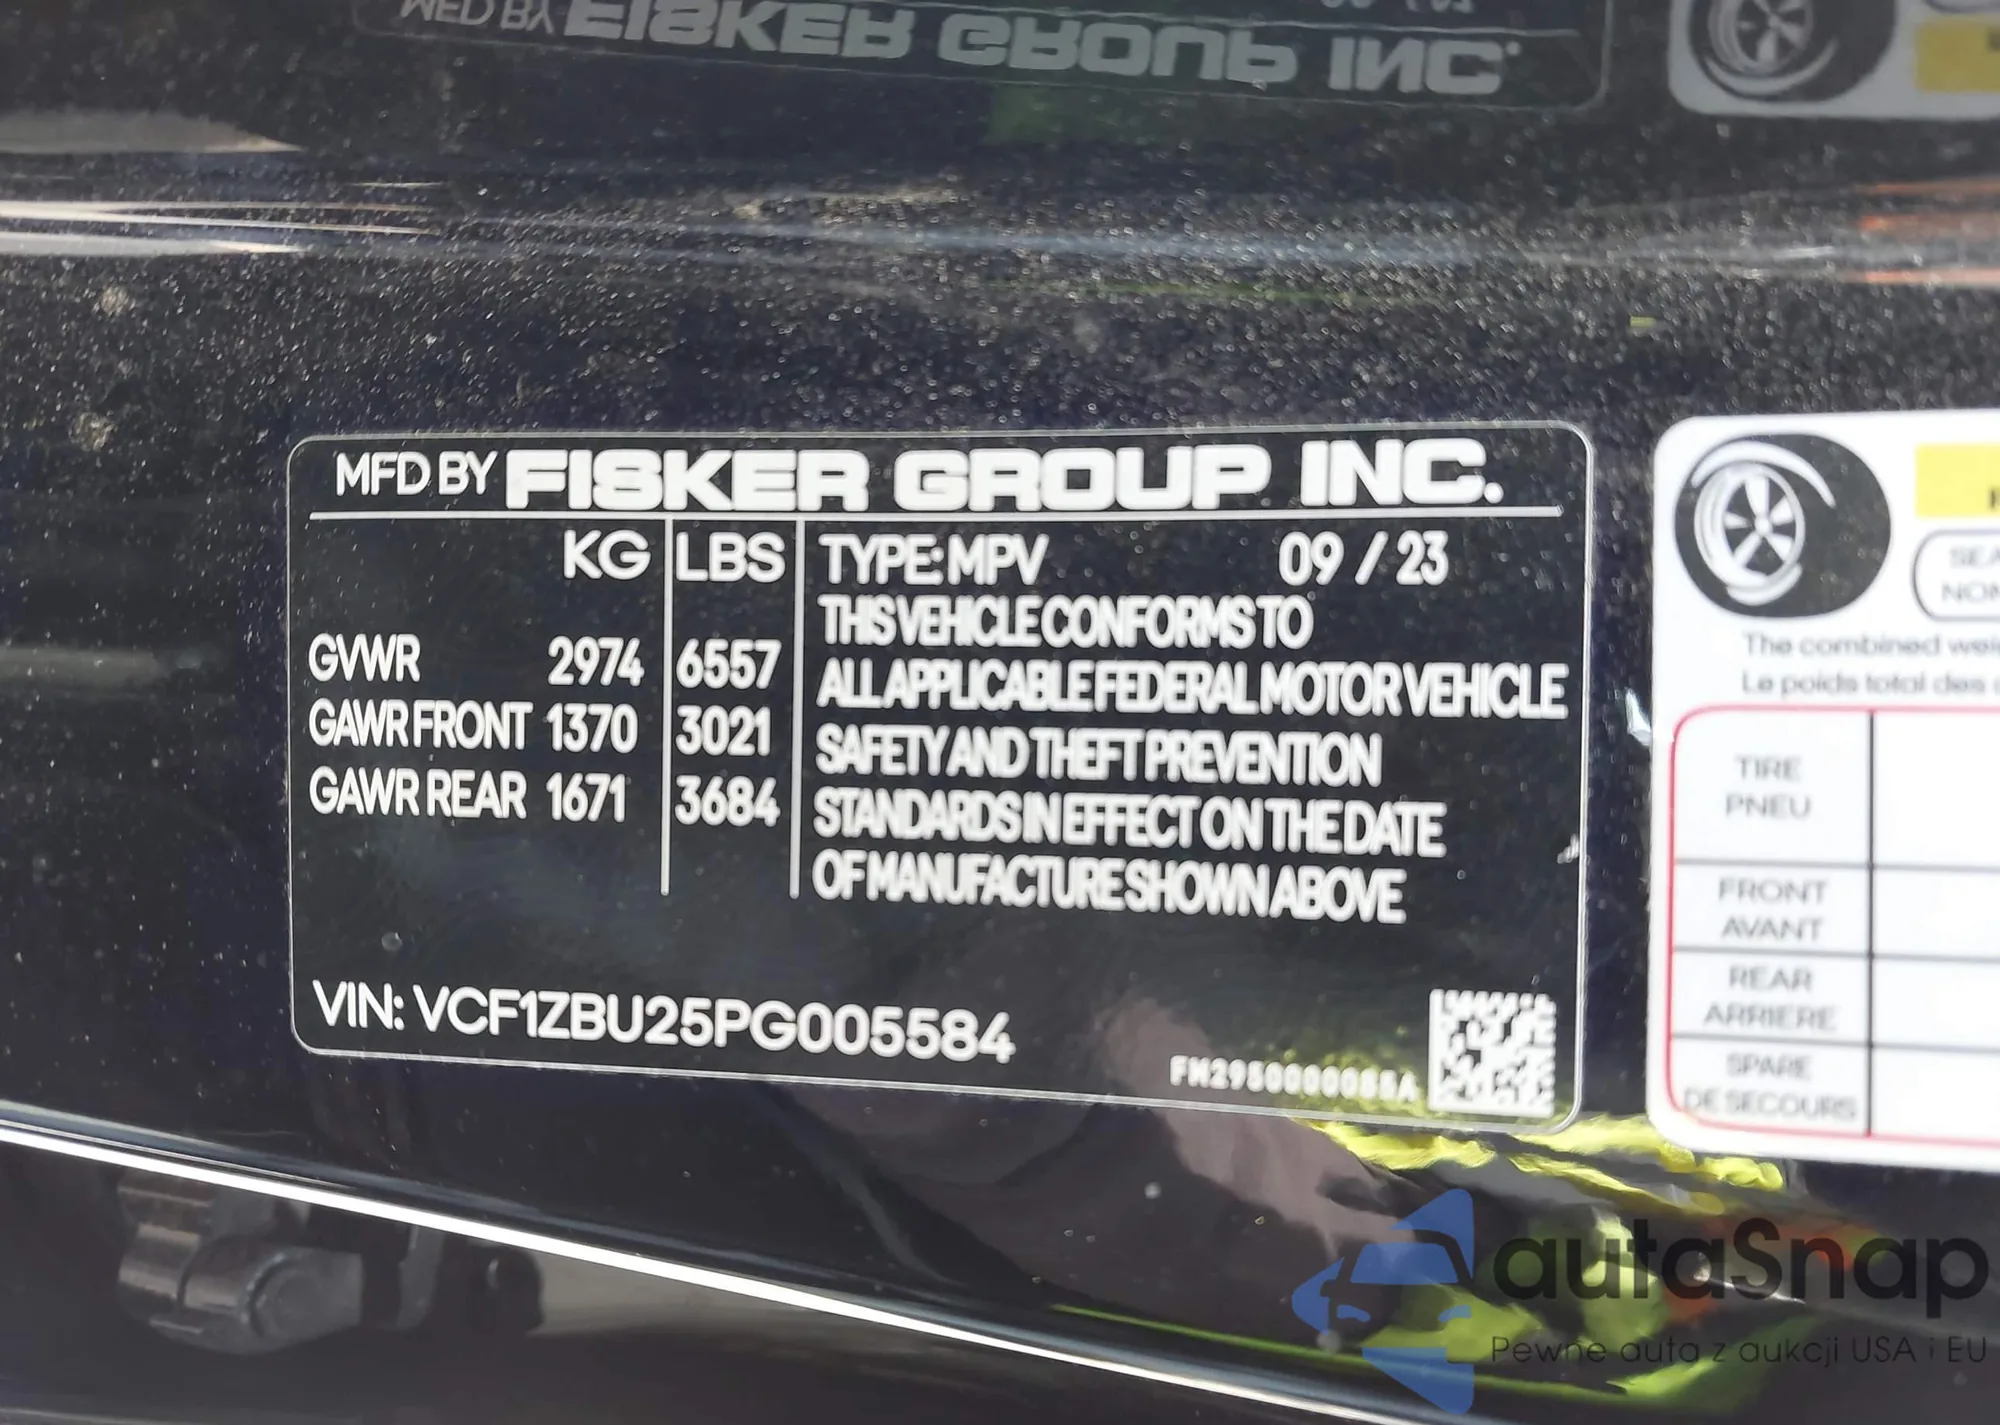 MFD BY FISKER GROUP INC.
MFD BY FISKER GROUP INC.
KG LBS TYPE:MPV 09 / 23
THIS VEHICLE CONFORMS TO
GVWR 2974 6557
ALL APPLICABLE FEDERAL MOTOR VEHICLE
GAWR FRONT 1370 3021
SAFETY AND THEFT PREVENTION
GAWR REAR 1671 3684
STANDARDS IN EFFECT ON THE DATE
OF MANUFACTURE SHOWN ABOVE
VIN: VCF1ZBU25PG005584
The combined
Le poids total des
TIRE
PNEU
FRONT
AVANT
REAR
ARRIERE
SPARE
DE SECOURS
autaSnap
Pewne auta z aukcji USA i EU